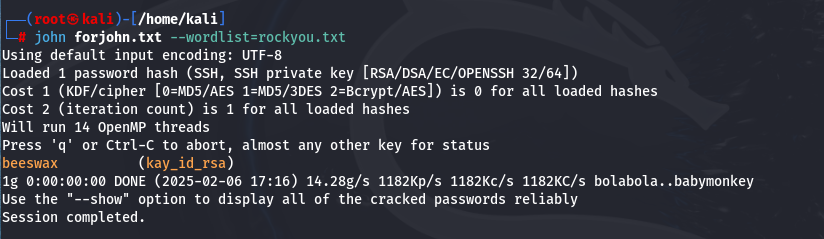 ┌──(root㉿kali)-[/home/kali]
└─# john forjohn.txt --wordlist=rockyou.txt
Using default input encoding: UTF-8
Loaded 1 password hash (SSH, SSH private key [RSA/DSA/EC/OPENSSH 32/64])
Cost 1 (KDF/cipher [0=MD5/AES 1=MD5/3DES 2=Bcrypt/AES]) is 0 for all loaded hashes
Cost 2 (iteration count) is 1 for all loaded hashes
Will run 14 OpenMP threads
Press 'q' or Ctrl-C to abort, almost any other key for status
beeswax          (kay_id_rsa)
1g 0:00:00:00 DONE (2025-02-06 17:16) 14.28g/s 1182Kp/s 1182Kc/s 1182KC/s bolabola..babymonkey
Use the "--show" option to display all of the cracked passwords reliably
Session completed.